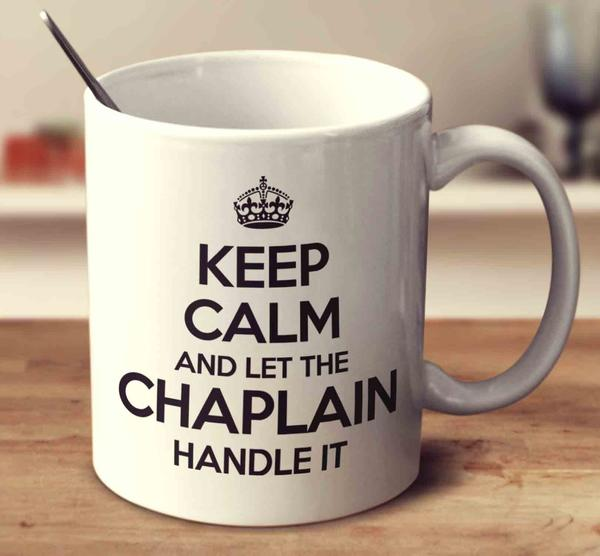 KEEP
CALM
AND LET THE
CHAPLAIN
HANDLE IT